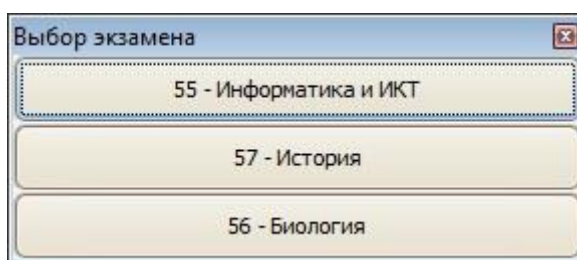 Выбор экзамена
55 - Информатика и ИКТ
57 - История
56 - Биология